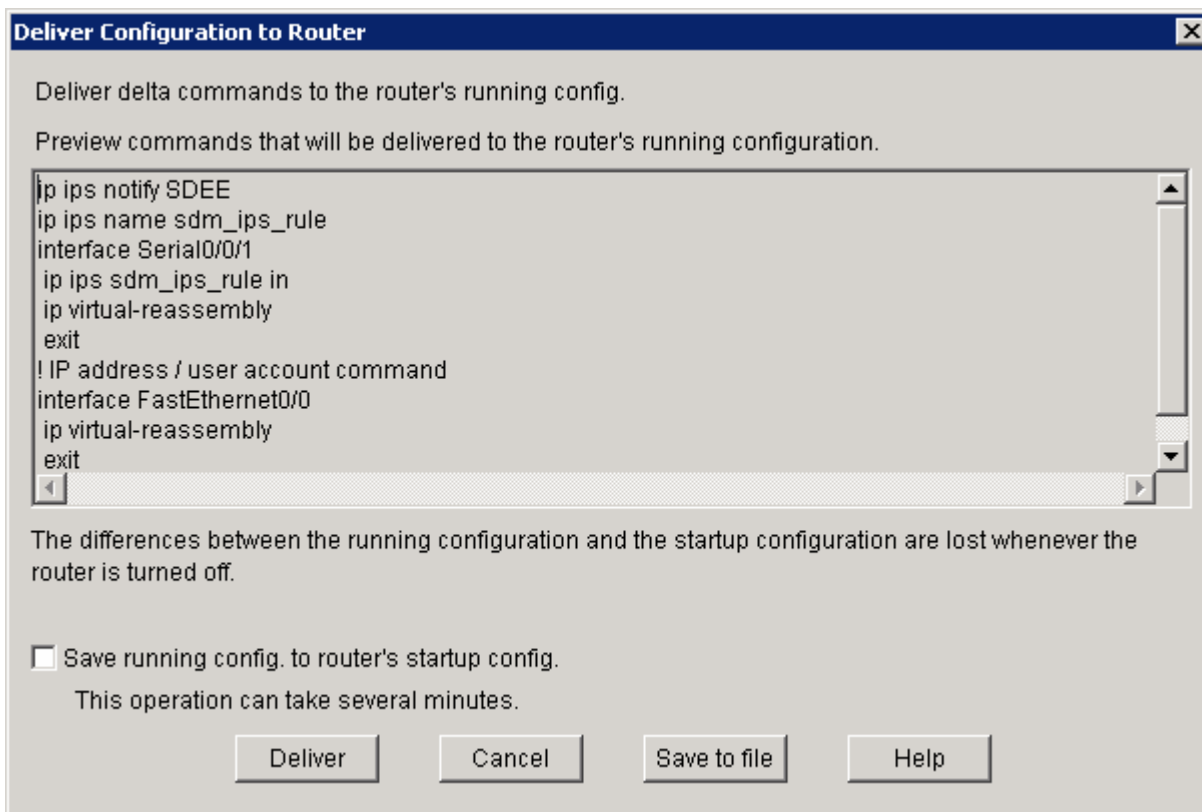 Deliver Configuration to Router
Deliver delta commands to the router's running config.
Preview commands that will be delivered to the router's running configuration.
ip ips notify SDEE
ip ips name sdm_ips_rule
interface Serial0/0/1
ip ips sdm_ips_rule in
ip virtual-reassembly
exit
! IP address / user account command
interface FastEthernet0/0
ip virtual-reassembly
exit
The differences between the running configuration and the startup configuration are lost whenever the
router is turned off.
Save running config. to router's startup config.
This operation can take several minutes.
Deliver Cancel Save to file Help